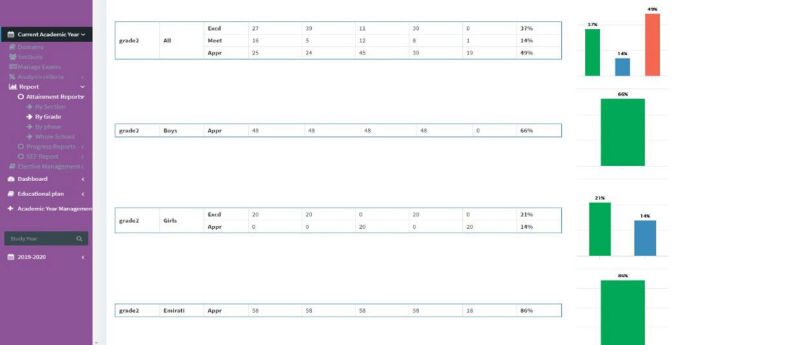 Current Academic Year
Domains
Sections
Manage Exams
Analysis criteria
Report
Attainment Reports
By Section
By Grade
By phase
Whole School
Progress Reports
SEF Report
Elective Management
Dashboard
Educational plan
Academic Year Managemen
Study Year
2019-2020
grade2 All Excd 27 39 11 30 0 37%
Meet 16 5 12 8 1 14%
Appr 25 24 45 30 19 49%
37% 14% 49%
grade2 Boys Appr 48 48 48 48 0 66%
66%
grade2 Girls Excd 20 20 0 20 0 21%
Appr 0 0 20 0 20 14%
21% 14%
grade2 Emirati Appr 58 58 58 58 18 86%
86%